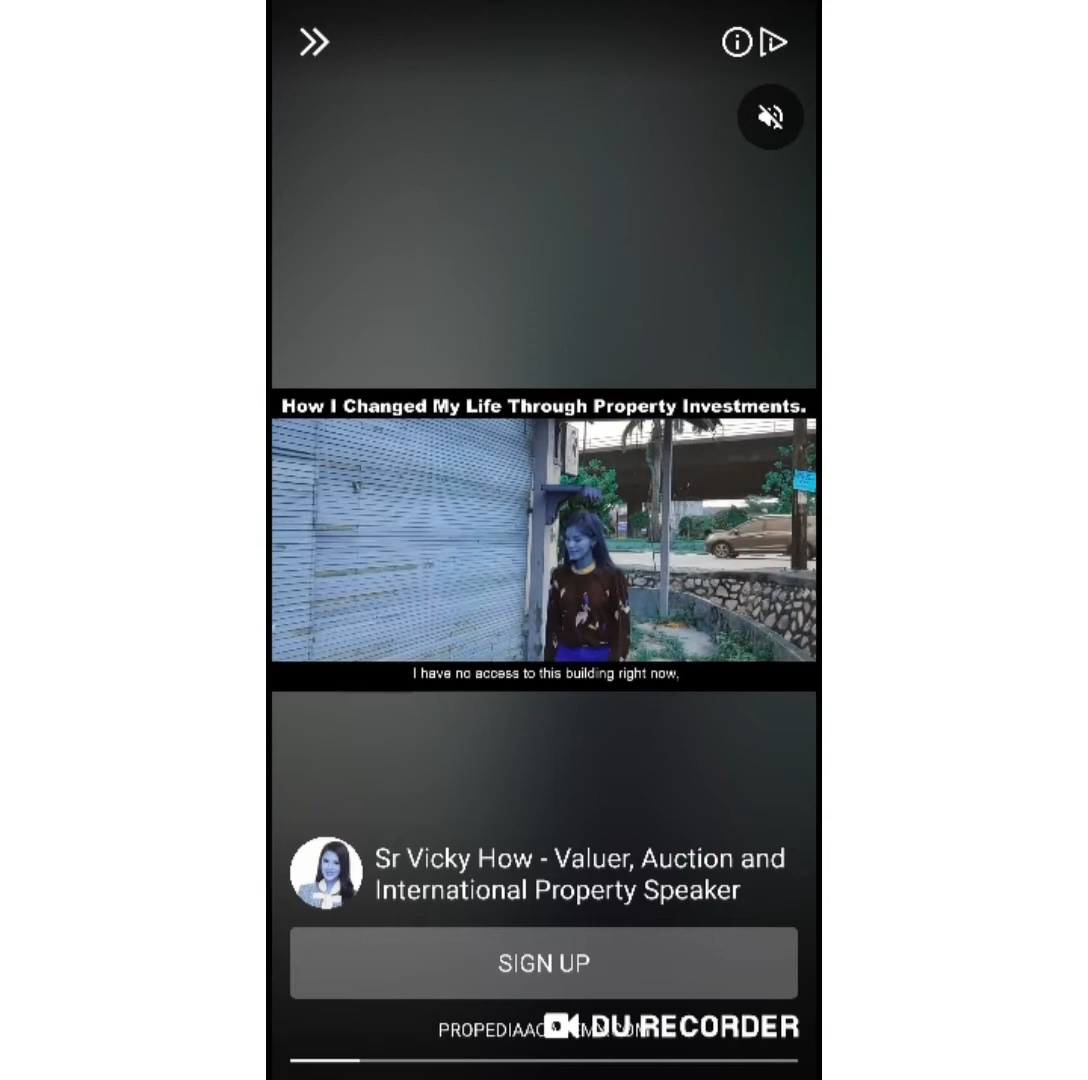 How I Changed My Life Through Property Investments.
I have no access to this building right now,
Sr Vicky How - Valuer, Auction and
International Property Speaker
SIGN UP
DU RECORDER